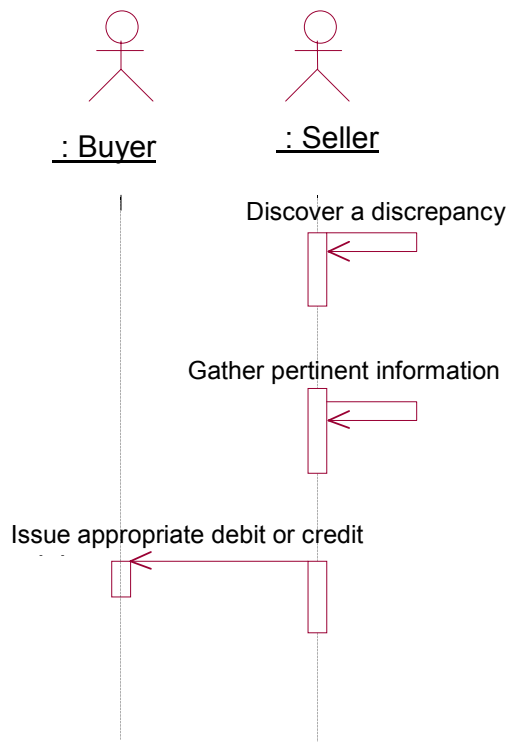 : Buyer
: Seller
Discover a discrepancy
Gather pertinent information
Issue appropriate debit or credit